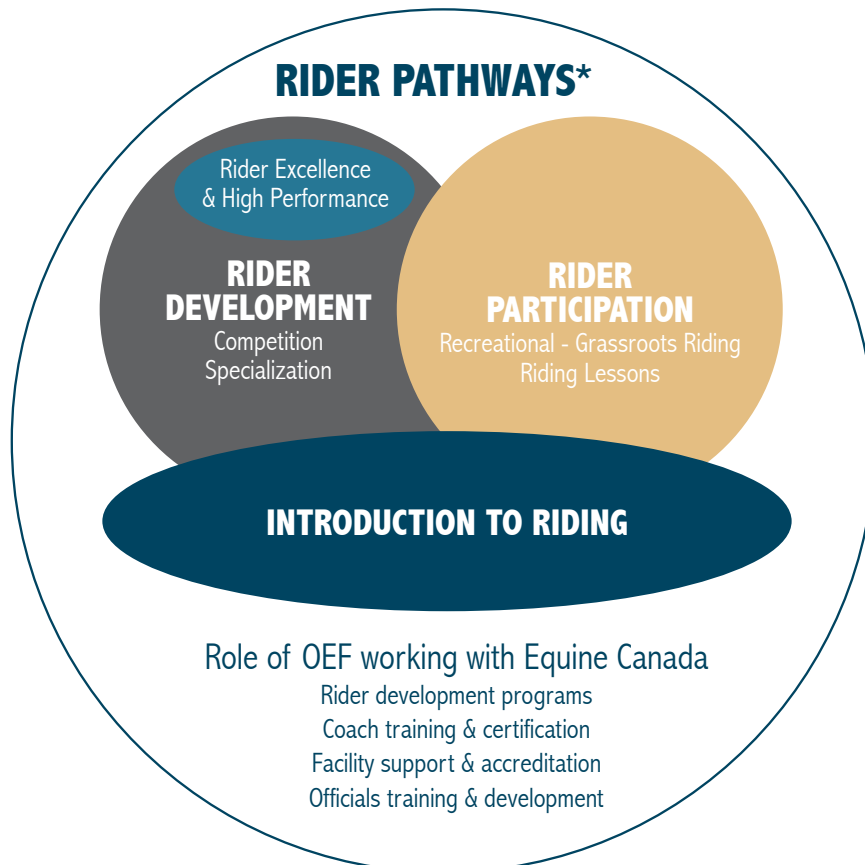 RIDER PATHWAYS*
Rider Excellence
& High Performance
RIDER
DEVELOPMENT
Competition
Specialization
RIDER
PARTICIPATION
Recreational - Grassroots Riding
Riding Lessons
INTRODUCTION TO RIDING
Role of OEF working with Equine Canada
Rider development programs
Coach training & certification
Facility support & accreditation
Officials training & development